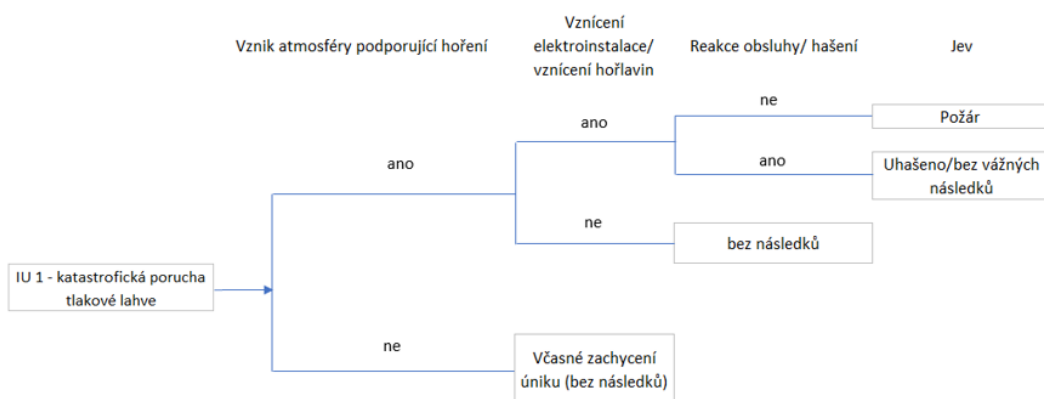 Vznik atmosféry podporující hoření
Vznícení
elektroinstalace/
vznícení hořlavin
Reakce obsluhy/ hašení
Jev
ne
Požár
ano
ano
Uhašeno/bez vážných
následků
ano
ne
bez následků
IU 1 - katastrofická porucha
tlakové lahve
ne
Včasné zachycení
úniku (bez následků)